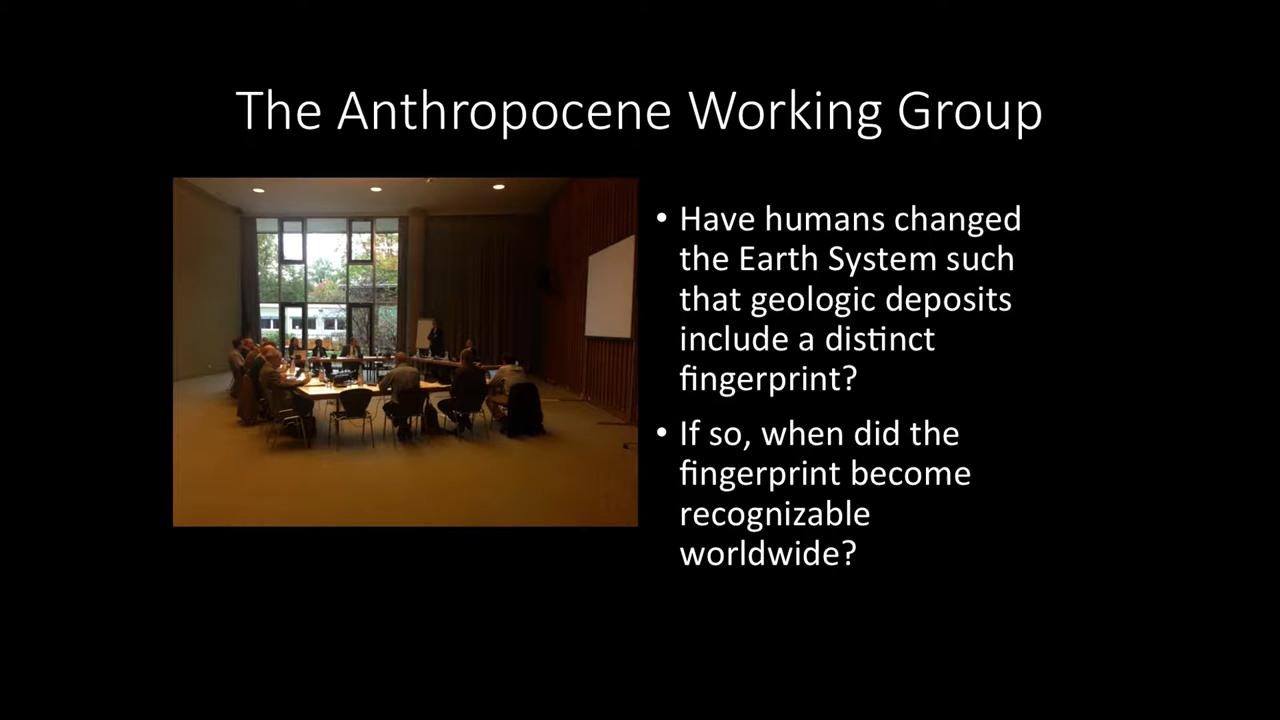 The Anthropocene Working Group
• Have humans changed
the Earth System such
that geologic deposits
include a distinct
fingerprint?
• If so, when did the
fingerprint become
recognizable
worldwide?